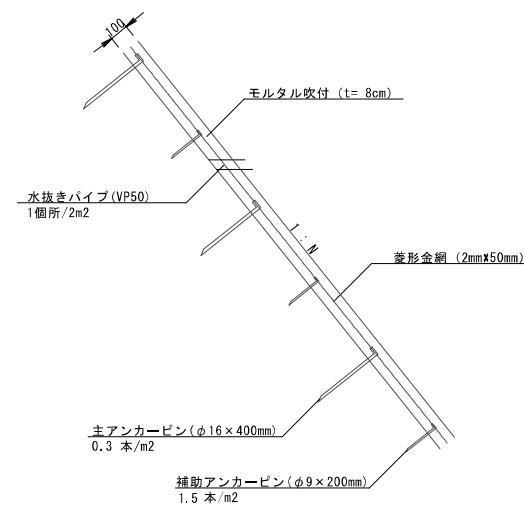 100
モルタル吹付 (t= 8cm)
水抜きパイプ(VP50)
1個所/2m2
1 : N
菱形金網 (2mm×50mm)
主アンカーピン(φ16×400mm)
0.3 本/m2
補助アンカーピン(φ9×200mm)
1.5 本/m2